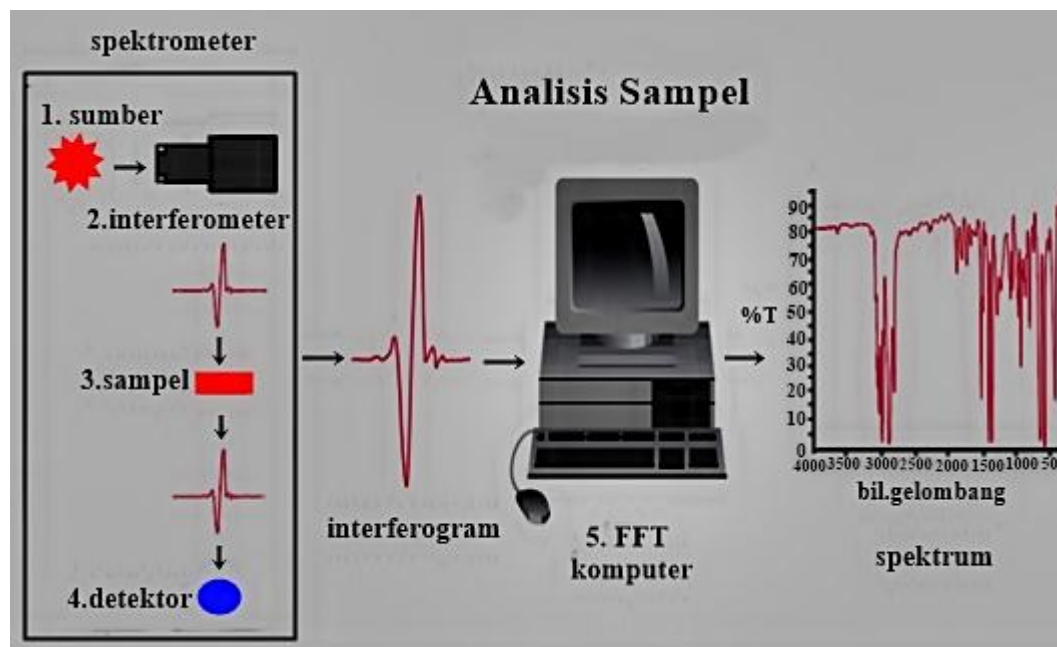 spektrometer
Analisis Sampel
1. sumber
2.interferometer
3.sampel
4.detektor
interferogram
5. FFT
komputer
%T
90
80
70
60
50
40
30
20
10
0
4000 3500 3000 2500 2000 1500 1000 50
bil.gelombang
spektrum